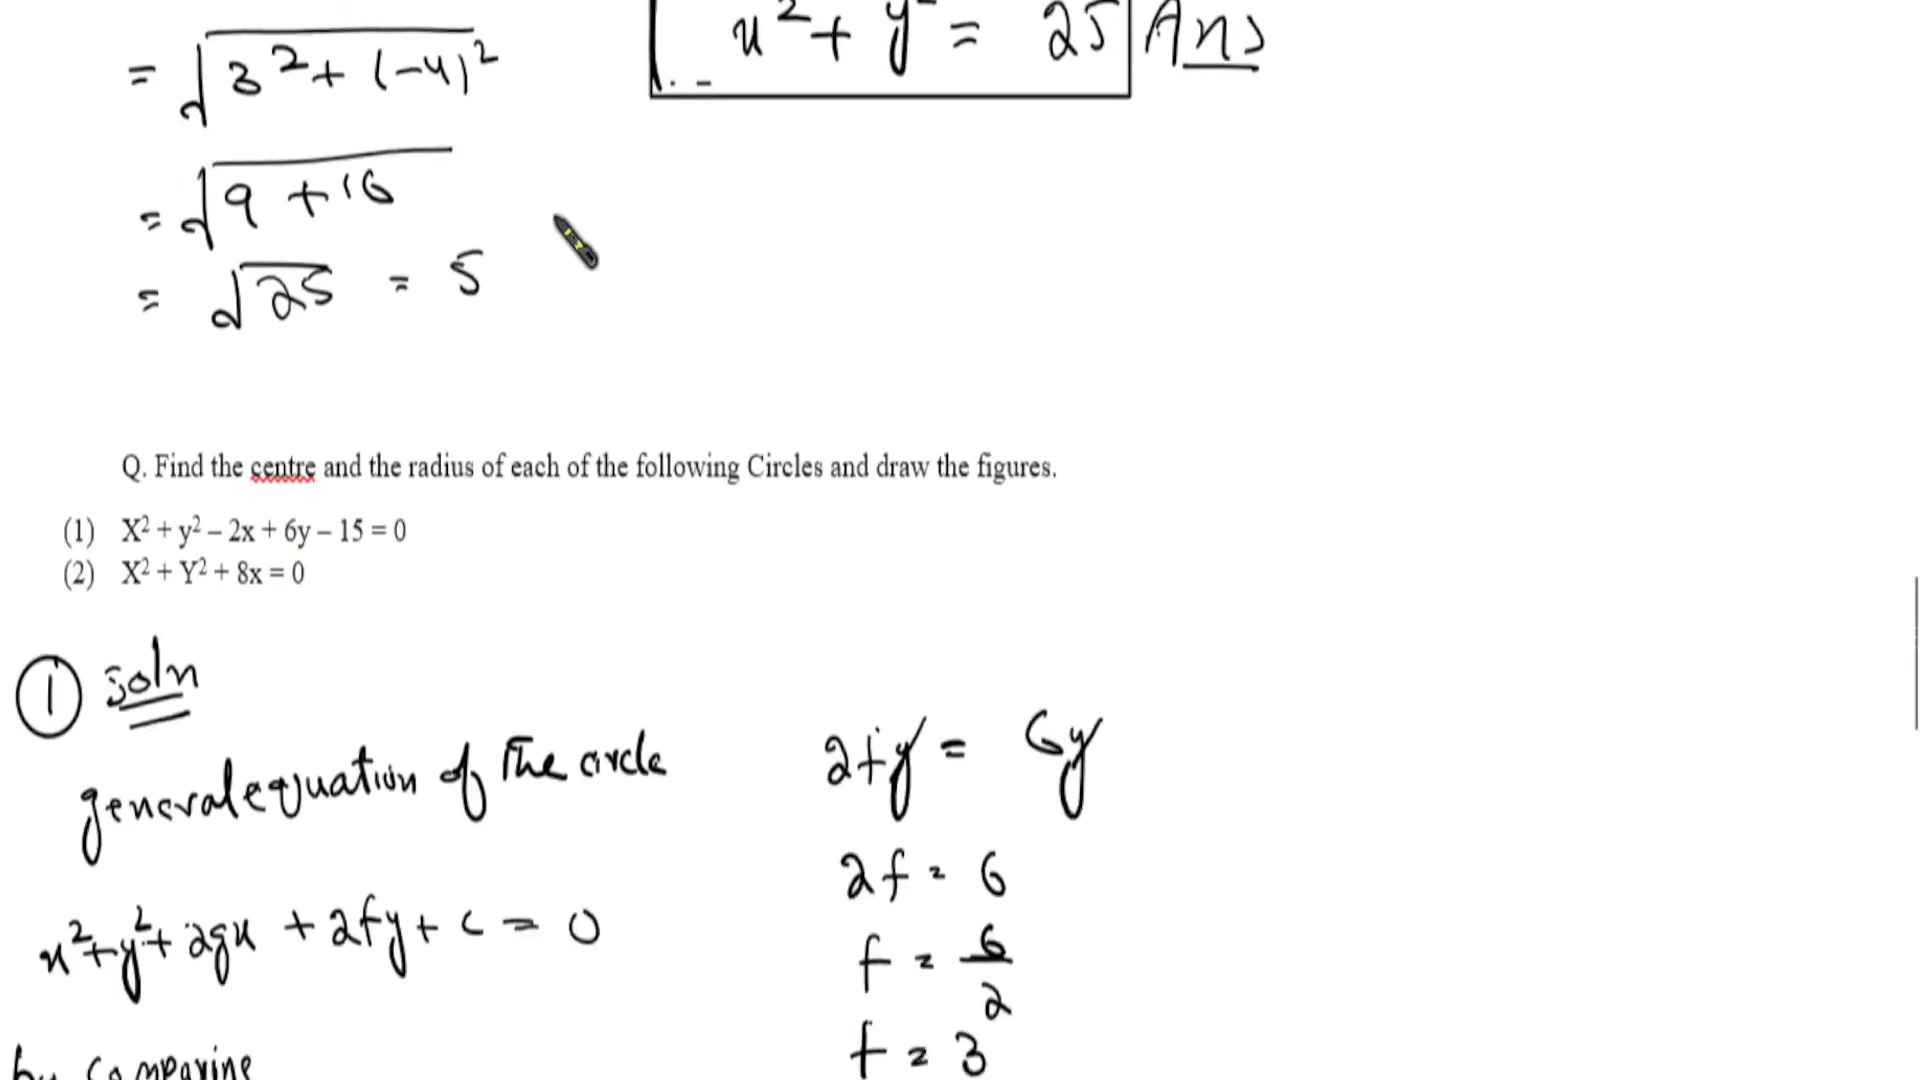 = √3² + (-4)²
x² + y² = 25 Ans
= √9 + 16
= √25 = 5
Q. Find the centre and the radius of each of the following Circles and draw the figures.
(1) X² + y² – 2x + 6y – 15 = 0
(2) X² + Y² + 8x = 0
① soln
general equation of the circle
x² + y² + 2gx + 2fy + c = 0
by comparing
2fy = 6y
2f = 6
f = 6/2
f = 3